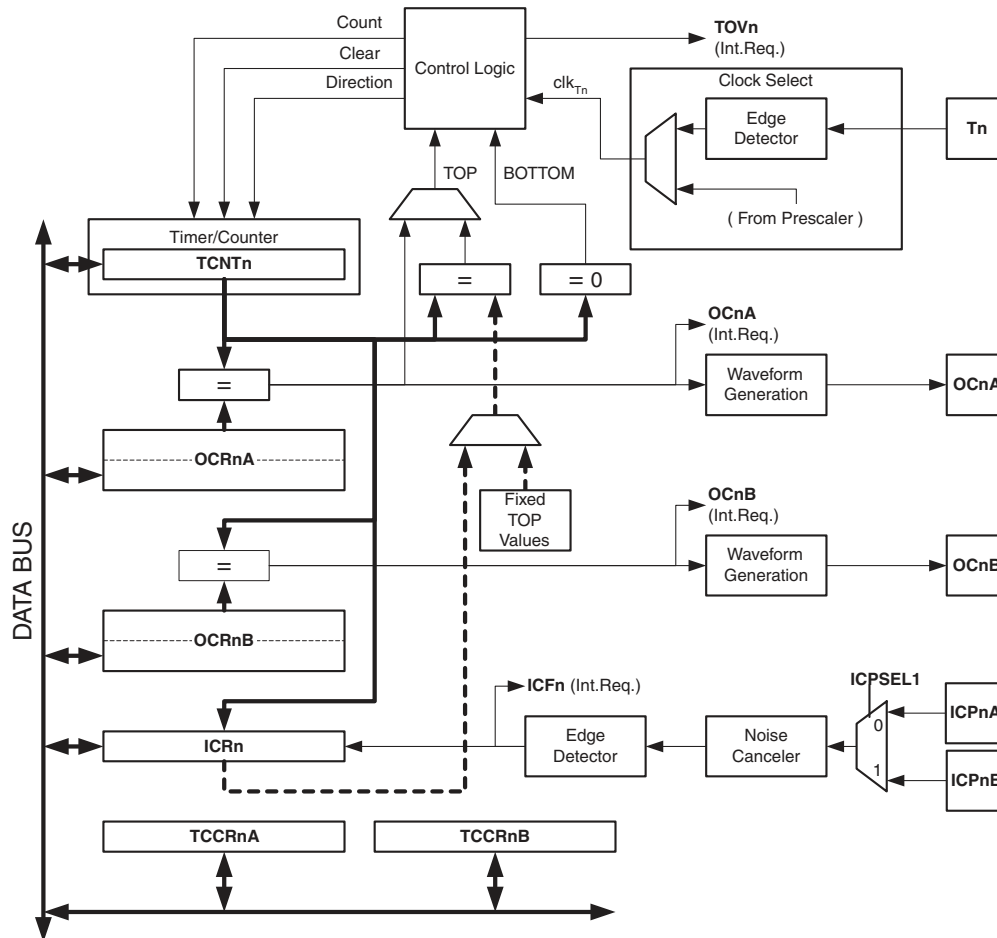 Count
Clear
Direction
Control Logic
TOVn
(Int.Req.)
clkTn
Clock Select
Edge
Detector
Tn
( From Prescaler )
TOP
BOTTOM
Timer/Counter
TCNTn
=
= 0
=
OCnA
(Int.Req.)
Waveform
Generation
OCnA
OCRnA
Fixed
TOP
Values
OCnB
(Int.Req.)
=
Waveform
Generation
OCnB
OCRnB
DATA BUS
ICFn (Int.Req.)
ICPSEL1
ICRn
Edge
Detector
Noise
Canceler
0
1
ICPnA
ICPnB
TCCRnA
TCCRnB